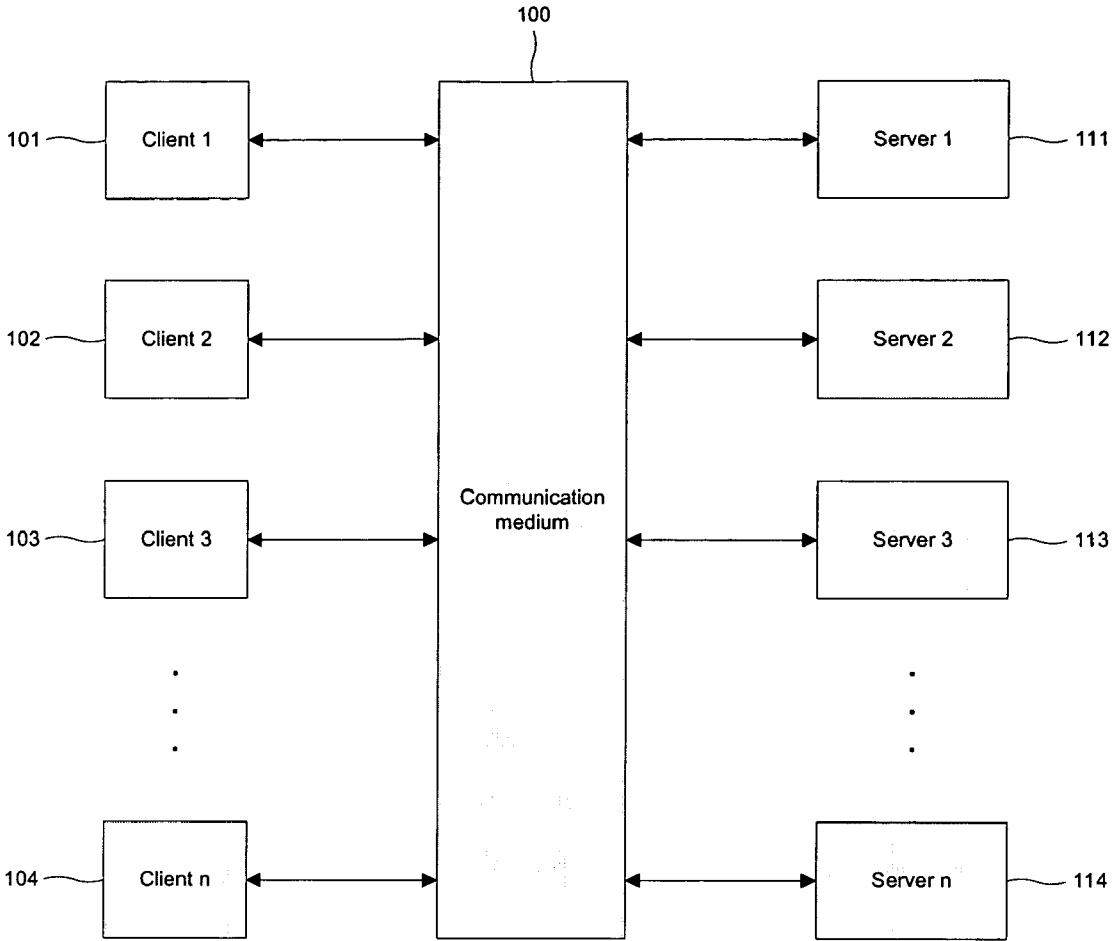 100
101
Client 1
Server 1
111
102
Client 2
Server 2
112
Communication
medium
103
Client 3
Server 3
113
104
Client n
Server n
114